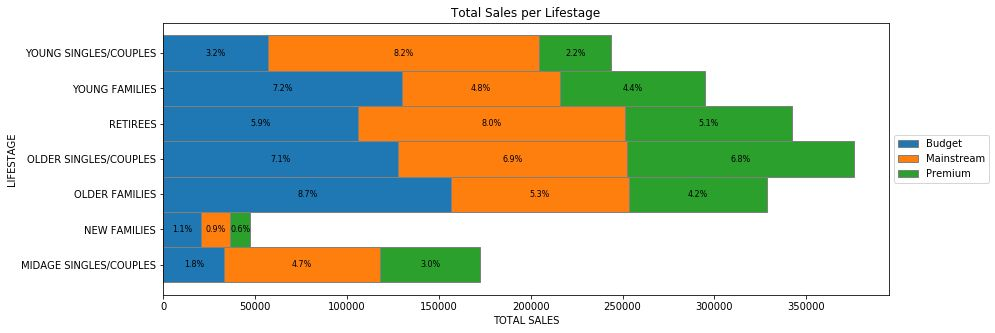 Total Sales per Lifestage
YOUNG SINGLES/COUPLES 3.2% 8.2% 2.2%
YOUNG FAMILIES 7.2% 4.8% 4.4%
RETIREES 5.9% 8.0% 5.1%
OLDER SINGLES/COUPLES 7.1% 6.9% 6.8%
OLDER FAMILIES 8.7% 5.3% 4.2%
NEW FAMILIES 1.1% 0.9% 0.6%
MIDAGE SINGLES/COUPLES 1.8% 4.7% 3.0%
LIFESTAGE
0 50000 100000 150000 200000 250000 300000 350000
TOTAL SALES
Budget
Mainstream
Premium